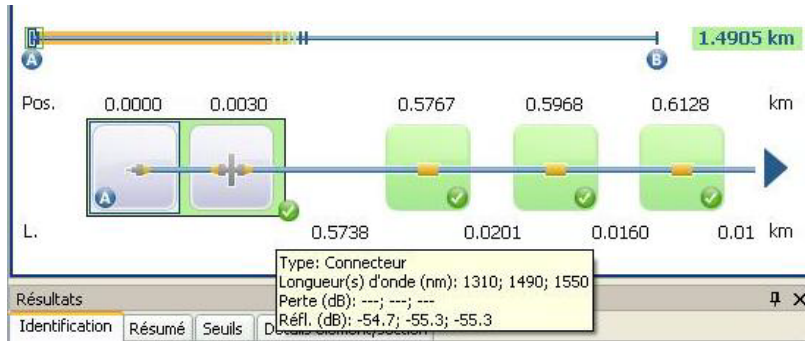 1.4905 km
A
B
Pos. 0.0000 0.0030 0.5767 0.5968 0.6128 km
A
L. 0.5738 0.0201 0.0160 0.01 km
Type: Connecteur
Longueur(s) d'onde (nm): 1310; 1490; 1550
Perte (dB): ---; ---; ---
Réfl. (dB): -54.7; -55.3; -55.3
Résultats
Identification Résumé Seuils